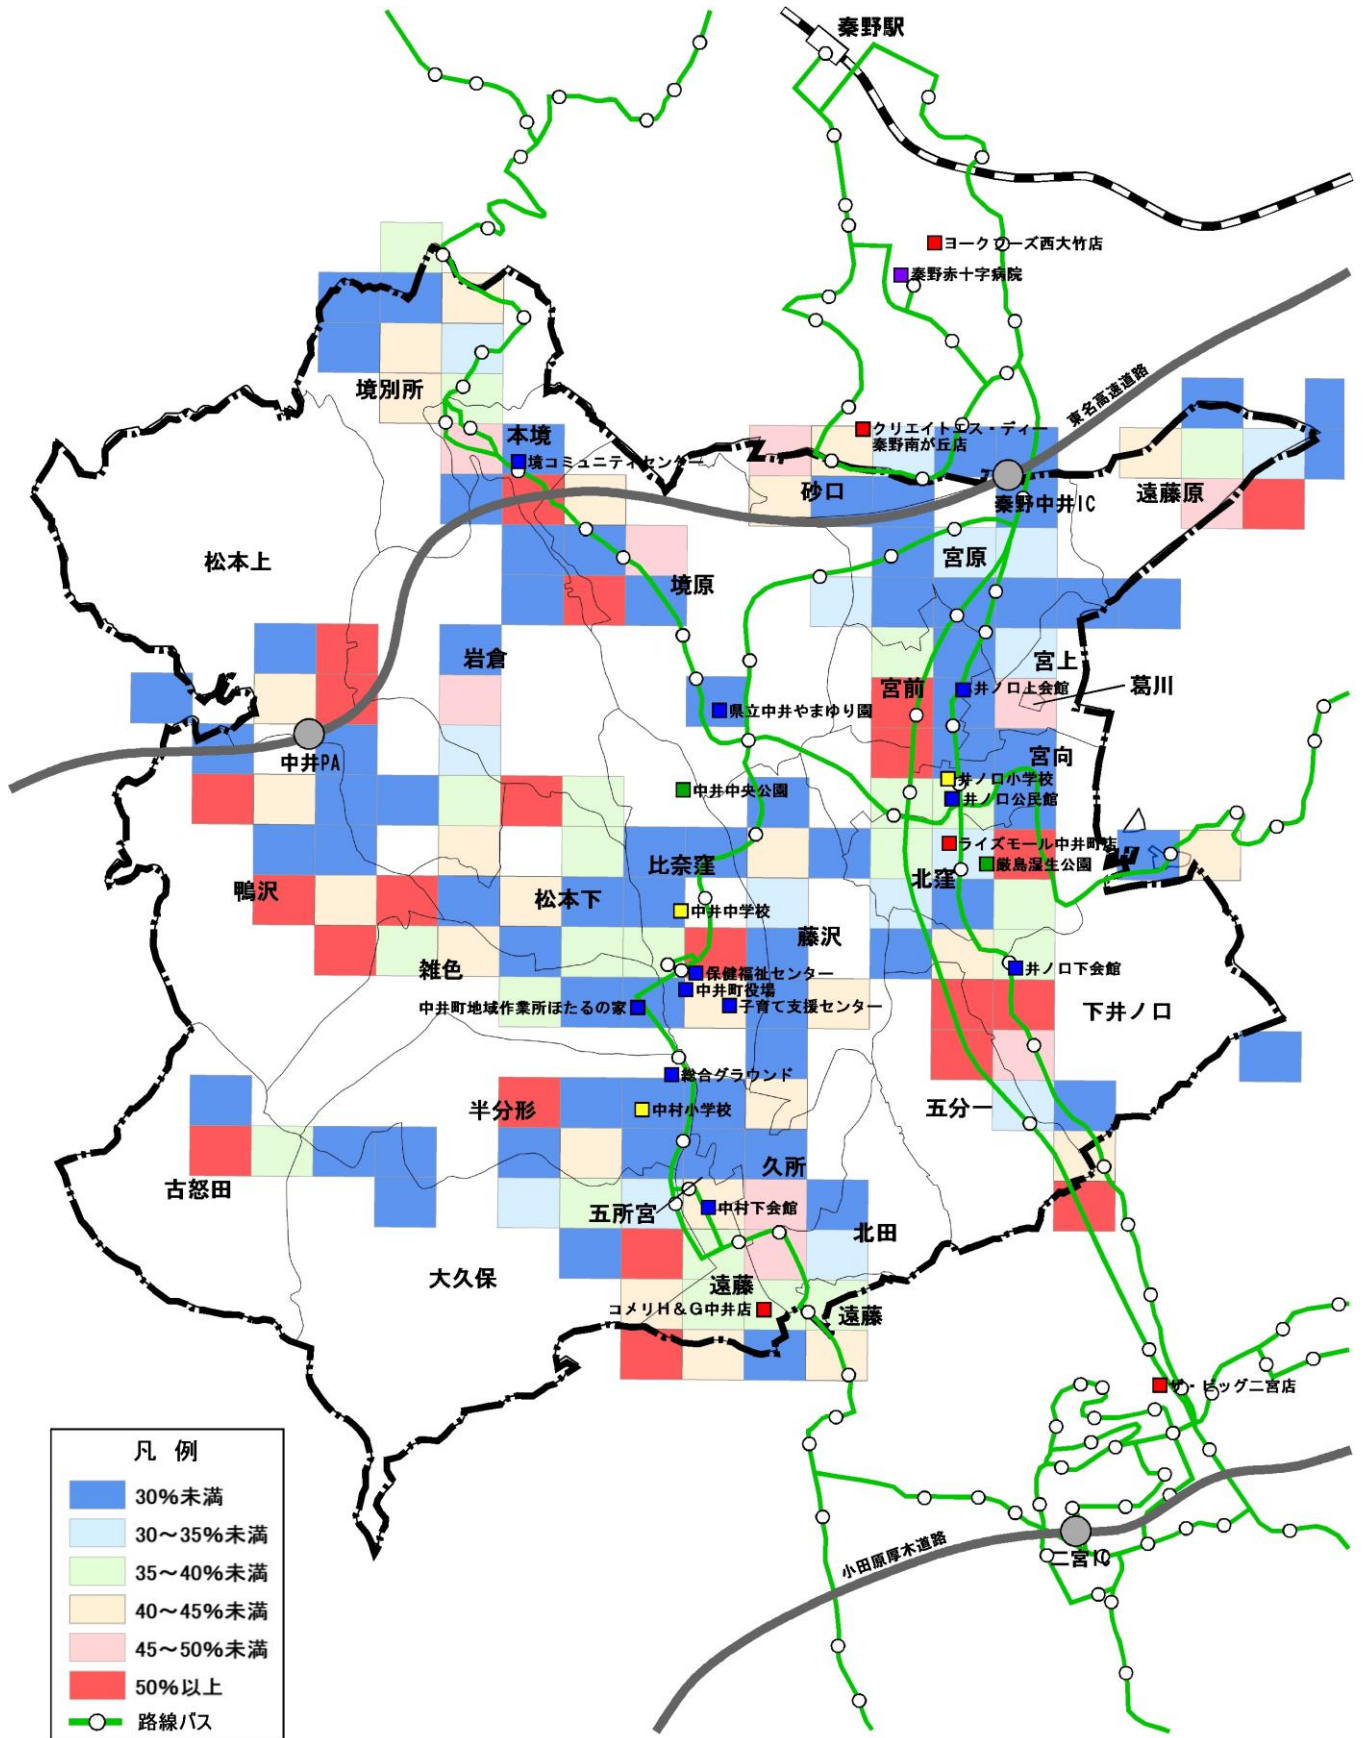 秦野駅
ヨークフーズ西大竹店
秦野赤十字病院
東名高速道路
境別所
本境
境コミュニティセンター
クリエイトエス・ディー
秦野南が丘店
砂口
秦野中井IC
遠藤原
松本上
宮原
境原
岩倉
宮上
宮前
井ノ口上会館
葛川
県立中井やまゆり園
宮向
中井PA
中井中央公園
井ノ口小学校
井ノ口公民館
ライズモール中井町店
厳島湿生公園
比奈窪
北窪
鴨沢
松本下
中井中学校
藤沢
雑色
保健福祉センター
井ノ口下会館
中井町役場
中井町地域作業所ほたるの家
子育て支援センター
下井ノ口
総合グラウンド
半分形
中村小学校
五分一
久所
古怒田
五所宮
中村下会館
北田
大久保
遠藤
コメリH&G中井店
遠藤
ザ・ビッグ二宮店
小田原厚木道路
二宮IC
凡例
30%未満
30～35%未満
35～40%未満
40～45%未満
45～50%未満
50%以上
路線バス